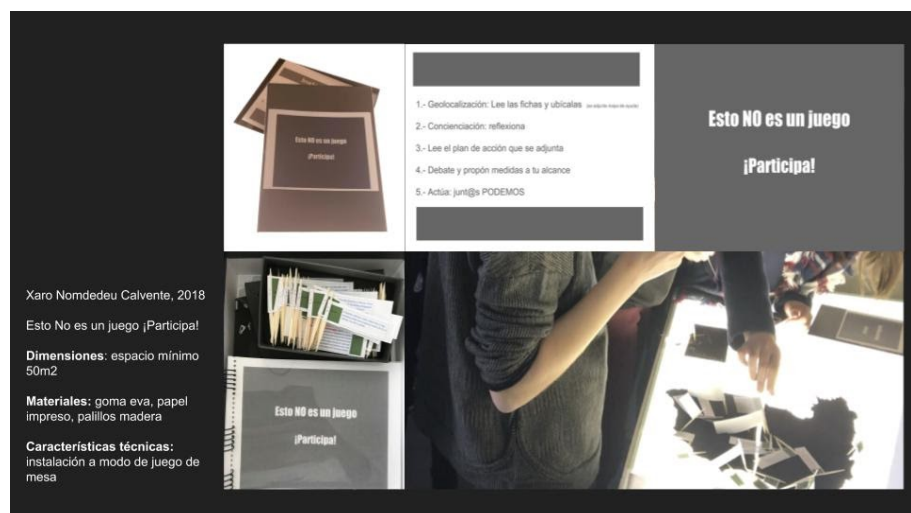 Esto NO es un juego
¡Participa!
1.- Geolocalización: Lee las fichas y ubícalas
2.- Concienciación: reflexiona
3.- Lee el plan de acción que se adjunta
4.- Debate y propón medidas a tu alcance
5.- Actúa: junt@s PODEMOS
Esto NO es un juego
¡Participa!
Xaro Nomdedeu Calvente, 2018
Esto No es un juego ¡Participa!
Dimensiones: espacio mínimo
50m2
Materiales: goma eva, papel
impreso, palillos madera
Características técnicas:
instalación a modo de juego de
mesa
Esto NO es un juego
¡Participa!